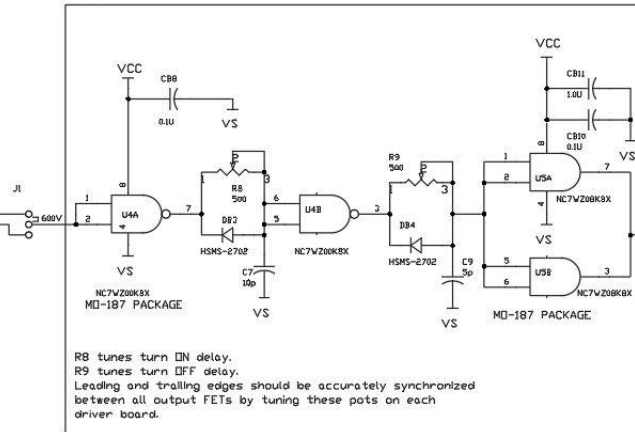 VCC
CB8
0.1U
VS
8
J1
600V
1
2
U4A
4
7
VS
NC7WZ00K8X
MO-187 PACKAGE
1
3
R8
500
DB3
HSMS-2702
C7
10p
VS
6
5
U4B
3
NC7WZ00K8X
R9
500
1
3
DB4
HSMS-2702
C9
5p
VS
VCC
CB11
1.0U
CB10
0.1U
VS
8
1
2
U5A
7
4
NC7WZ08K8X
VS
5
6
U5B
3
NC7WZ08K8X
MO-187 PACKAGE
R8 tunes turn ON delay.
R9 tunes turn OFF delay.
Leading and trailing edges should be accurately synchronized
between all output FETs by tuning these pots on each
driver board.